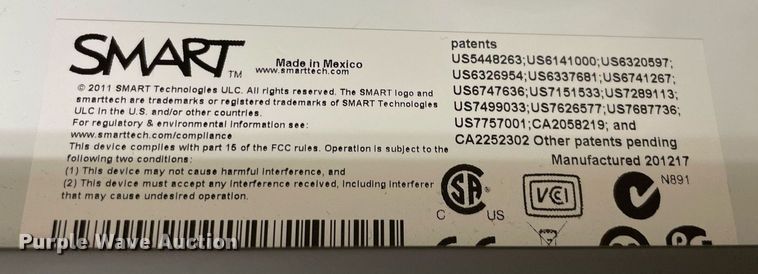 SMART TM
Made in Mexico
www.smarttech.com
© 2011 SMART Technologies ULC. All rights reserved. The SMART logo and
smarttech are trademarks or registered trademarks of SMART Technologies
ULC in the U.S. and/or other countries.
For regulatory & environmental information see:
www.smarttech.com/compliance
This device complies with part 15 of the FCC rules. Operation is subject to the
following two conditions:
(1) This device may not cause harmful interference, and
(2) This device must accept any interference received, including interference
that may cause undesired operation.
patents
US5448263;US6141000;US6320597;
US6326954;US6337681;US6741267;
US6747636;US7151533;US7289113;
US7499033;US7626577;US7687736;
US7757001;CA2058219; and
CA2252302 Other patents pending
Manufactured 201217
SA
C US
VCI
N891
Purple Wave Auction